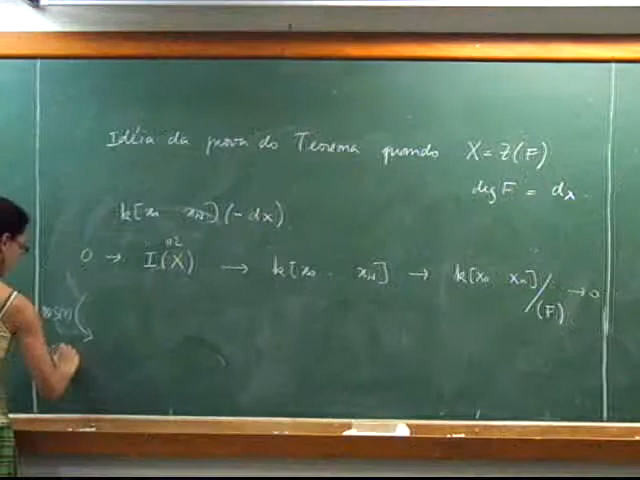 Idéia da prova do Teorema quando X = Z(F)
deg F = dx.
k[x0 xN](-dx)
0 → I(X) → k[x0 . xN] → k[x0 xN]/(F) → 0